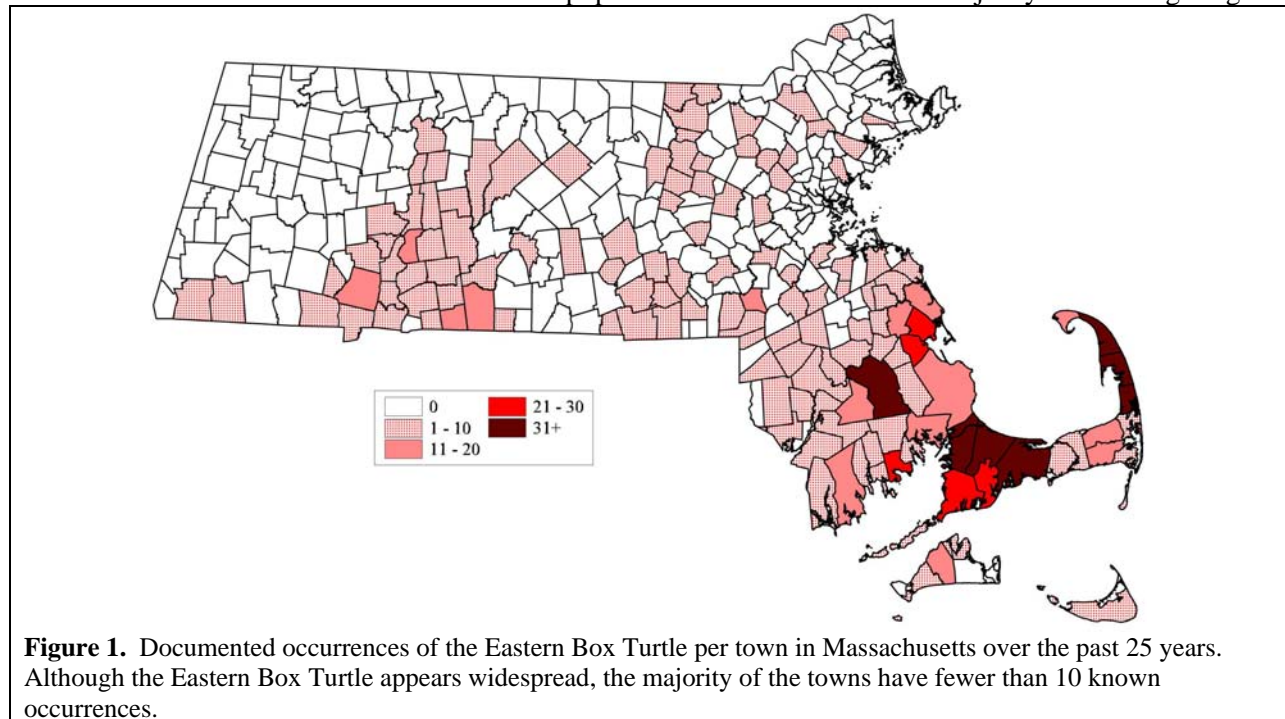 0
1 - 10
11 - 20
21 - 30
31+
Figure 1. Documented occurrences of the Eastern Box Turtle per town in Massachusetts over the past 25 years.
Although the Eastern Box Turtle appears widespread, the majority of the towns have fewer than 10 known
occurrences.